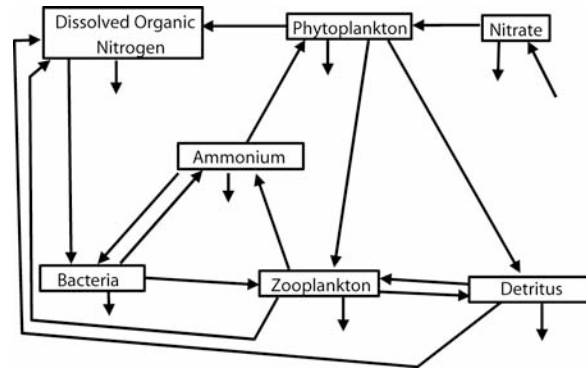 Dissolved Organic
Nitrogen
Phytoplankton
Nitrate
Ammonium
Bacteria
Zooplankton
Detritus